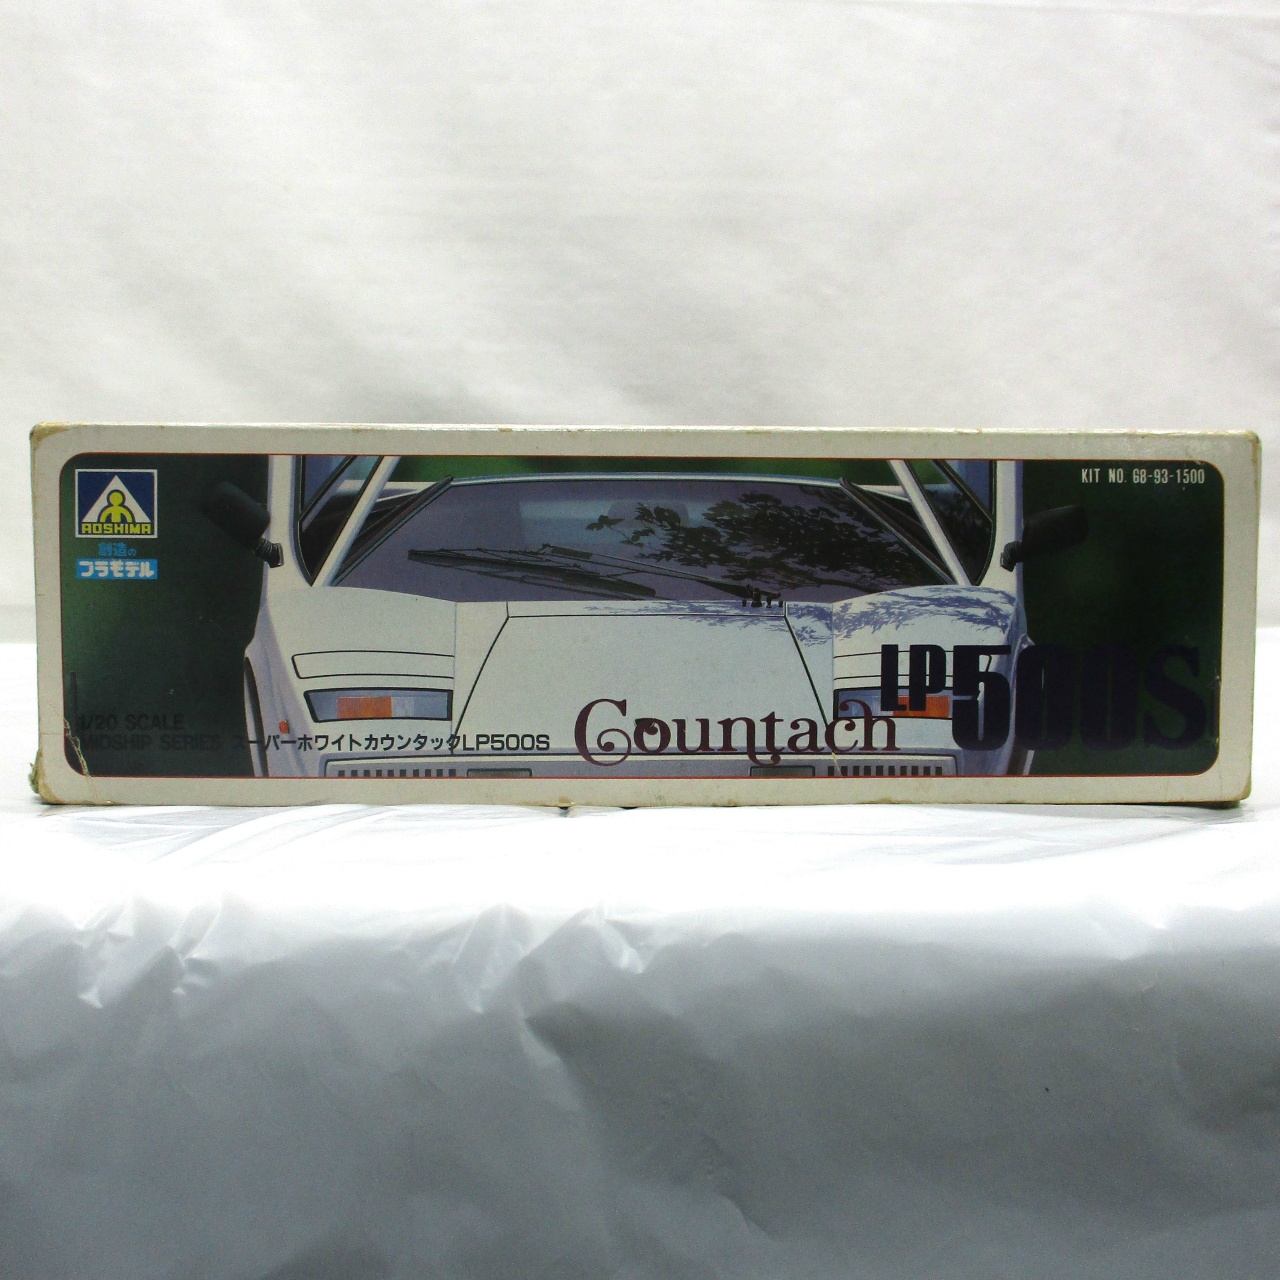 AOSHIMA
創造の
プラモデル
KIT NO. G8-93-1500
1/20 SCALE
MIDSHIP SERIES スーパーホワイトカウンタックLP500S
Countach
LP500S